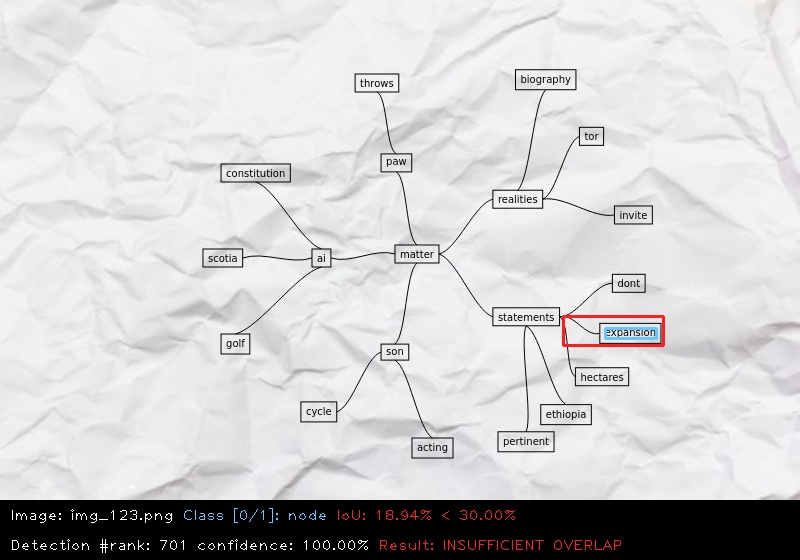 throws
biography
tor
paw
constitution
realities
invite
matter
scotia
ai
dont
statements
expansion
golf
son
hectares
cycle
ethiopia
pertinent
acting
Image: img_123.png Class [0/1]: node IoU: 18.94% < 30.00%
Detection #rank: 701 confidence: 100.00% Result: INSUFFICIENT OVERLAP